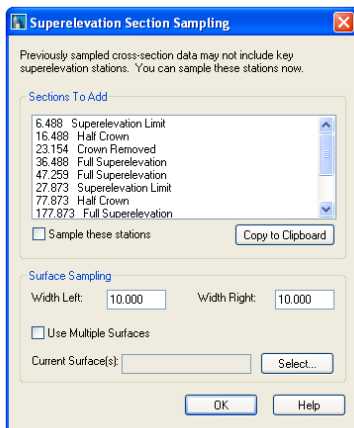 Superelevation Section Sampling
Previously sampled cross-section data may not include key
superelevation stations. You can sample these stations now.
Sections To Add
6.488 Superelevation Limit
16.488 Half Crown
23.154 Crown Removed
36.488 Full Superelevation
47.259 Full Superelevation
27.873 Superelevation Limit
77.873 Half Crown
177.873 Full Superelevation
Sample these stations Copy to Clipboard
Surface Sampling
Width Left: 10.000 Width Right: 10.000
Use Multiple Surfaces
Current Surface(s): Select...
OK Help